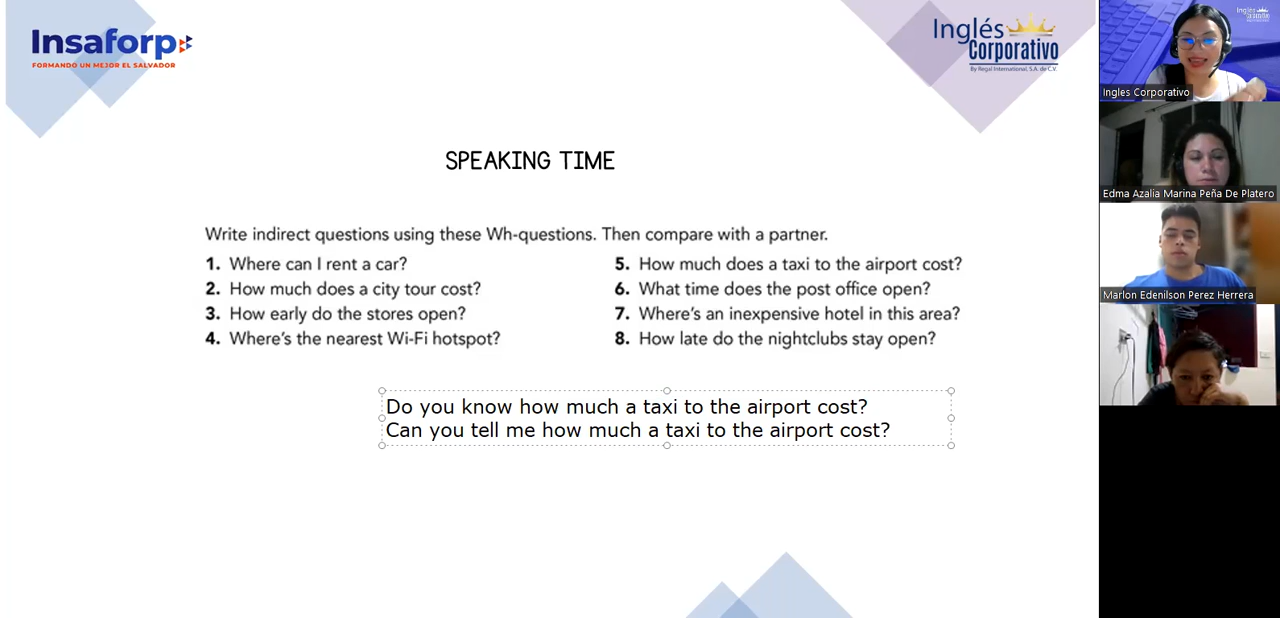 Insaforp
FORMANDO UN MEJOR EL SALVADOR
Inglés
Corporativo
By Regal International, S.A. de C.V.
SPEAKING TIME
Write indirect questions using these Wh-questions. Then compare with a partner.
1. Where can I rent a car?
2. How much does a city tour cost?
3. How early do the stores open?
4. Where's the nearest Wi-Fi hotspot?
5. How much does a taxi to the airport cost?
6. What time does the post office open?
7. Where's an inexpensive hotel in this area?
8. How late do the nightclubs stay open?
Do you know how much a taxi to the airport cost?
Can you tell me how much a taxi to the airport cost?
Ingles Corporativo
Edma Azalia Marina Peña De Platero
Marlon Edenilson Perez Herrera